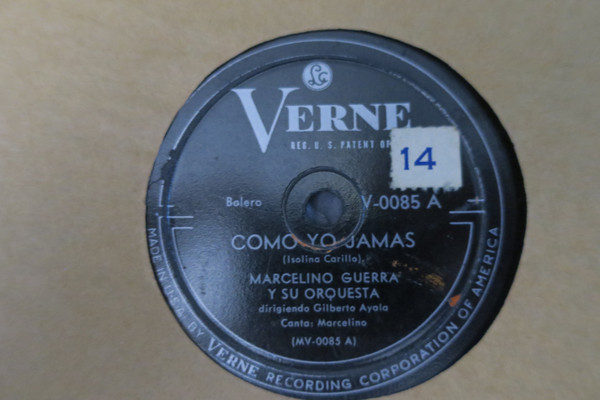 VERNE
REG. U. S. PATENT
14
Bolero
V-0085 A
COMO YO JAMAS
(Isolina Carillo)
MARCELINO GUERRA
Y SU ORQUESTA
dirigiendo Gilberto Ayala
Canta: Marcelino
(MV-0085 A)
MADE IN U.S.A. BY VERNE RECORDING CORPORATION OF AMERICA